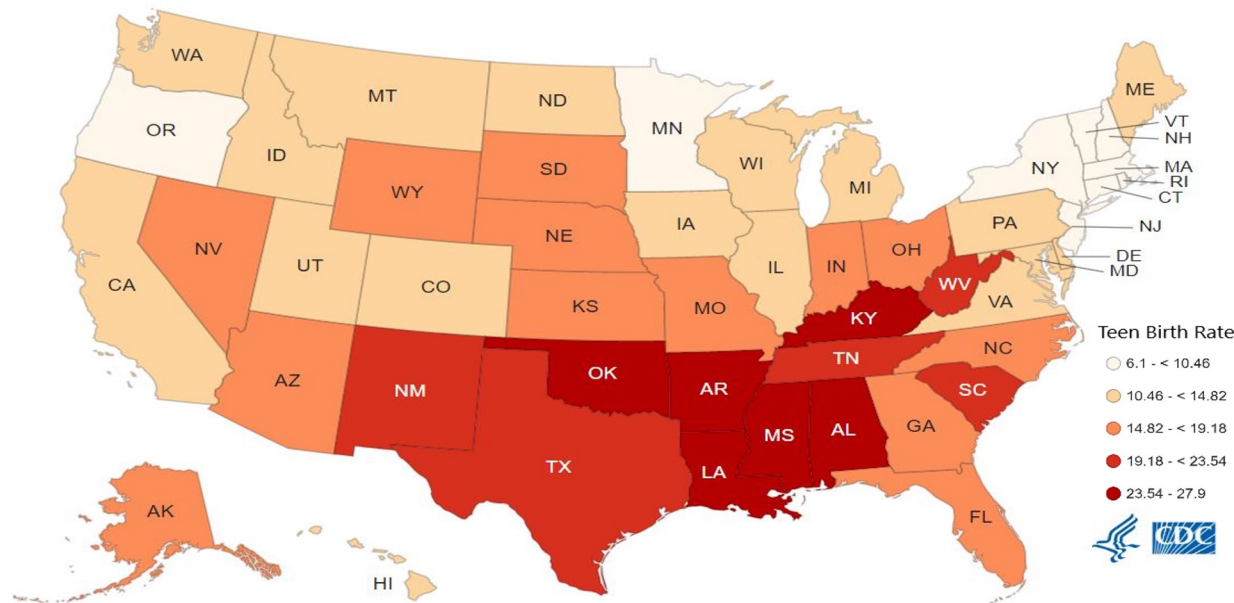 WA
MT
ND
MN
ME
VT
NH
OR
ID
WY
SD
WI
MI
NY
MA
RI
CT
NV
UT
CO
NE
IA
PA
NJ
CA
KS
MO
IL
IN
OH
WV
VA
DE
MD
KY
AZ
NM
OK
AR
TN
NC
SC
TX
LA
MS
AL
GA
FL
AK
HI
Teen Birth Rate
6.1 - < 10.46
10.46 - < 14.82
14.82 - < 19.18
19.18 - < 23.54
23.54 - 27.9
CDC